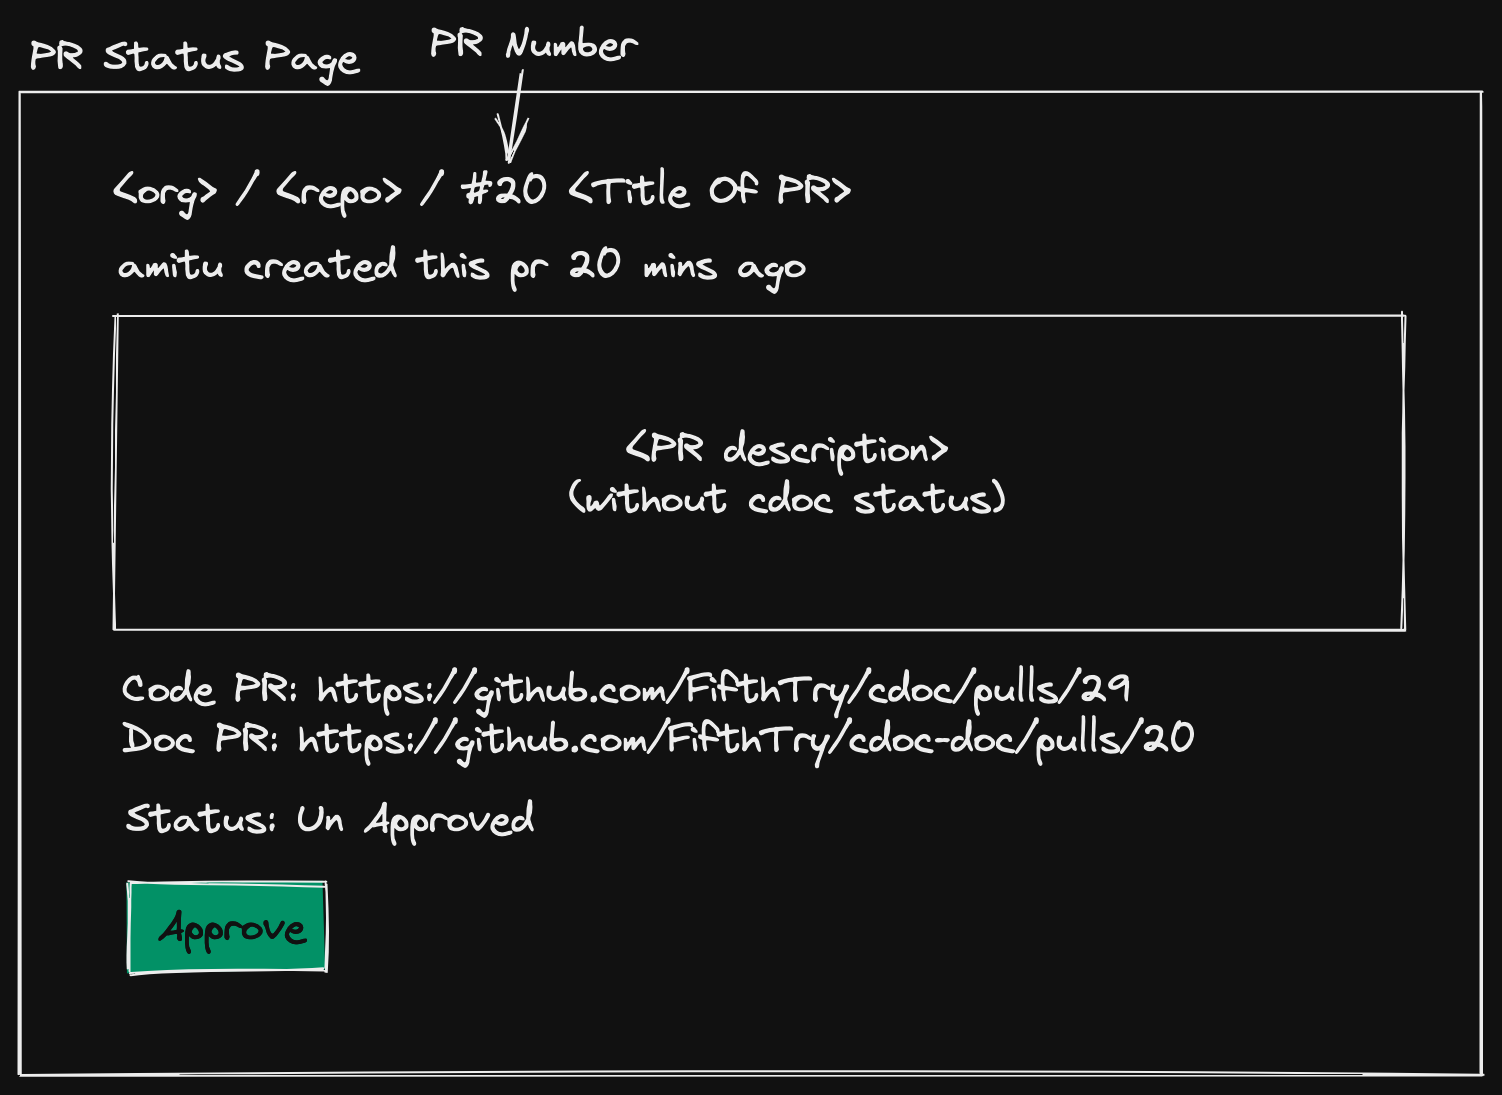 PR Status Page
PR Number
<org> / <repo> / #20 <Title Of PR>
amitu created this pr 20 mins ago
<PR description>
(without cdoc status)
Code PR: https://github.com/FifthTry/cdoc/pulls/29
Doc PR: https://github.com/FifthTry/cdoc-doc/pulls/20
Status: Un Approved
Approve